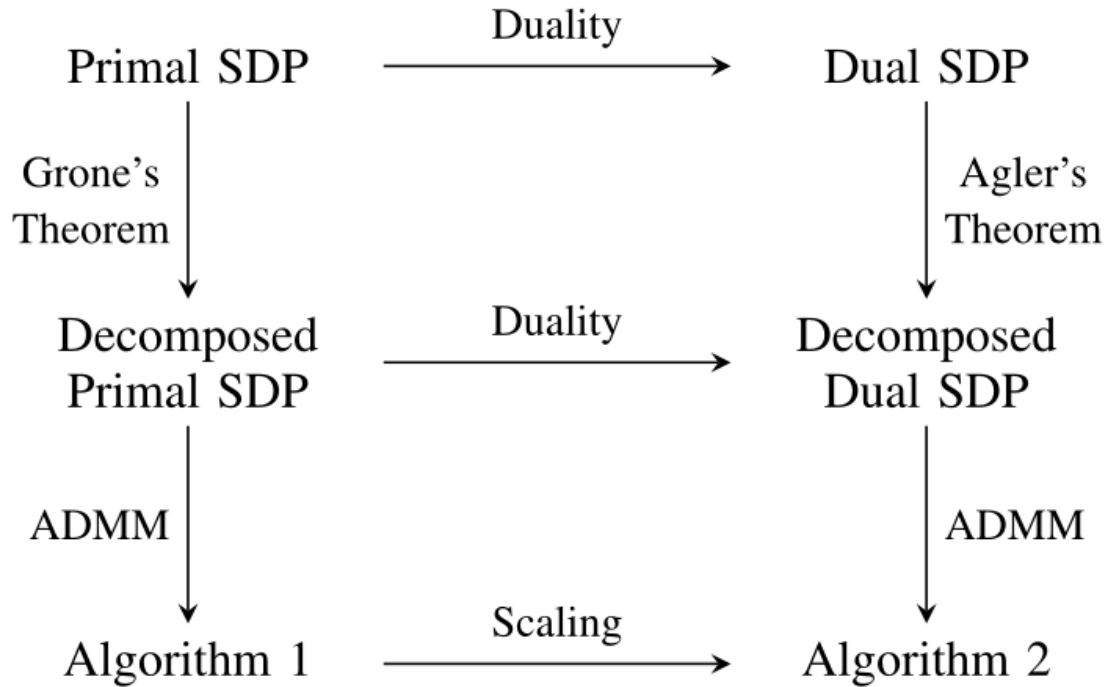 Duality
Primal SDP
Dual SDP
Grone’s
Theorem
Agler’s
Theorem
Duality
Decomposed
Primal SDP
Decomposed
Dual SDP
ADMM
ADMM
Scaling
Algorithm 1
Algorithm 2